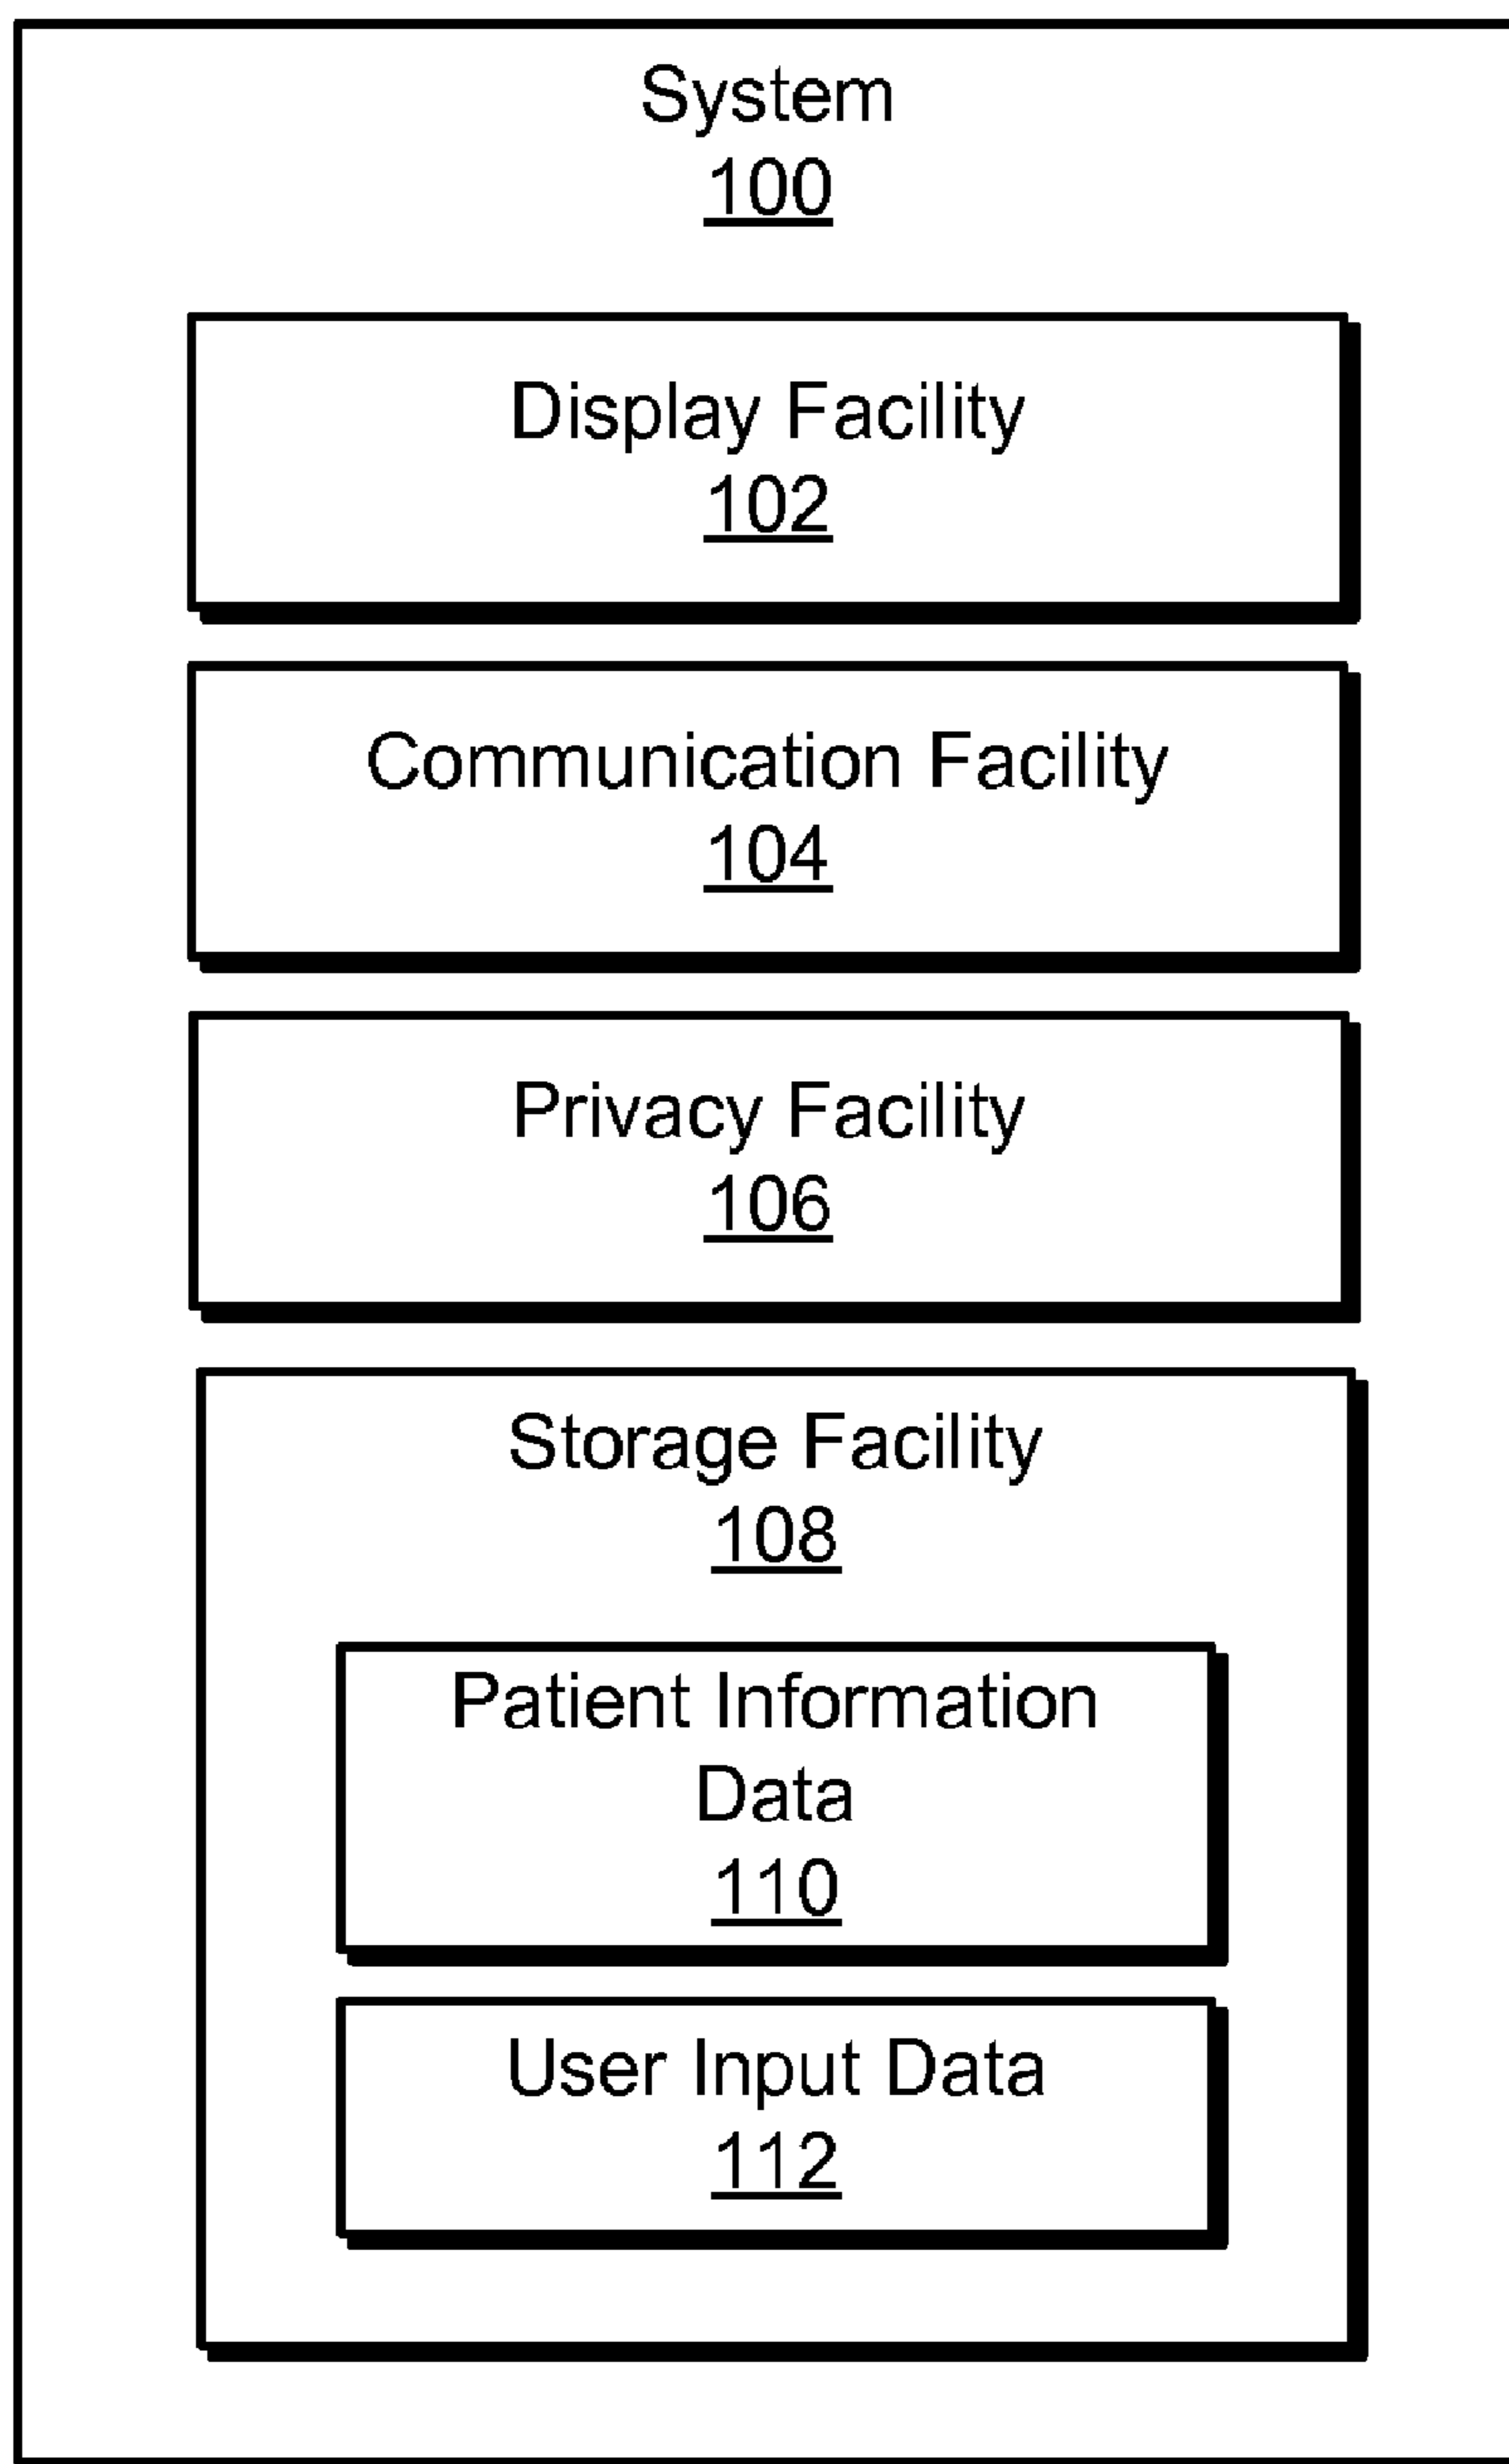 System
100
Display Facility
102
Communication Facility
104
Privacy Facility
106
Storage Facility
108
Patient Information
Data
110
User Input Data
112